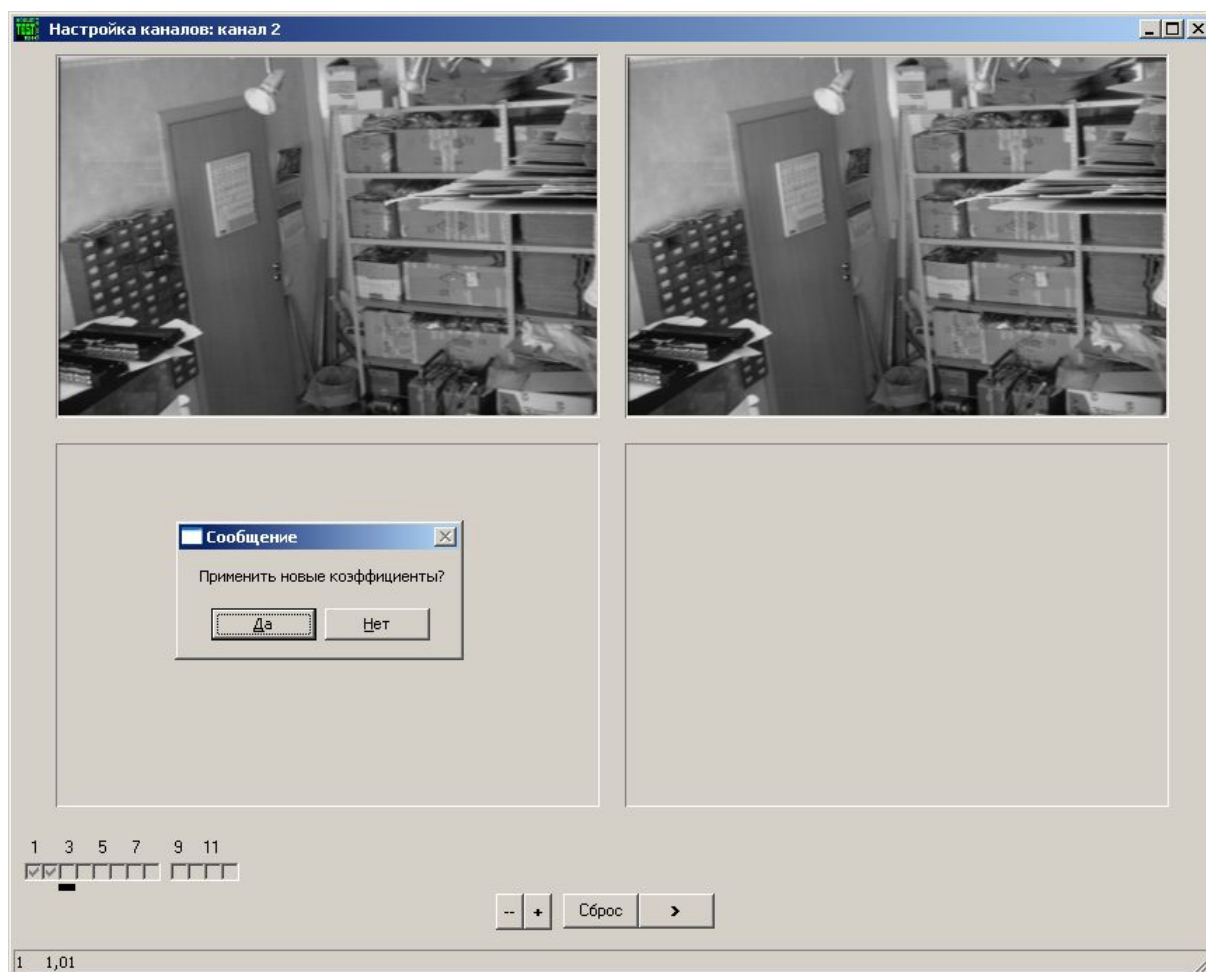 TEST
Настройка каналов: канал 2
Сообщение
Применить новые коэффициенты?
Да
Нет
1 3 5 7 9 11
-- + Сброс >
1 1,01